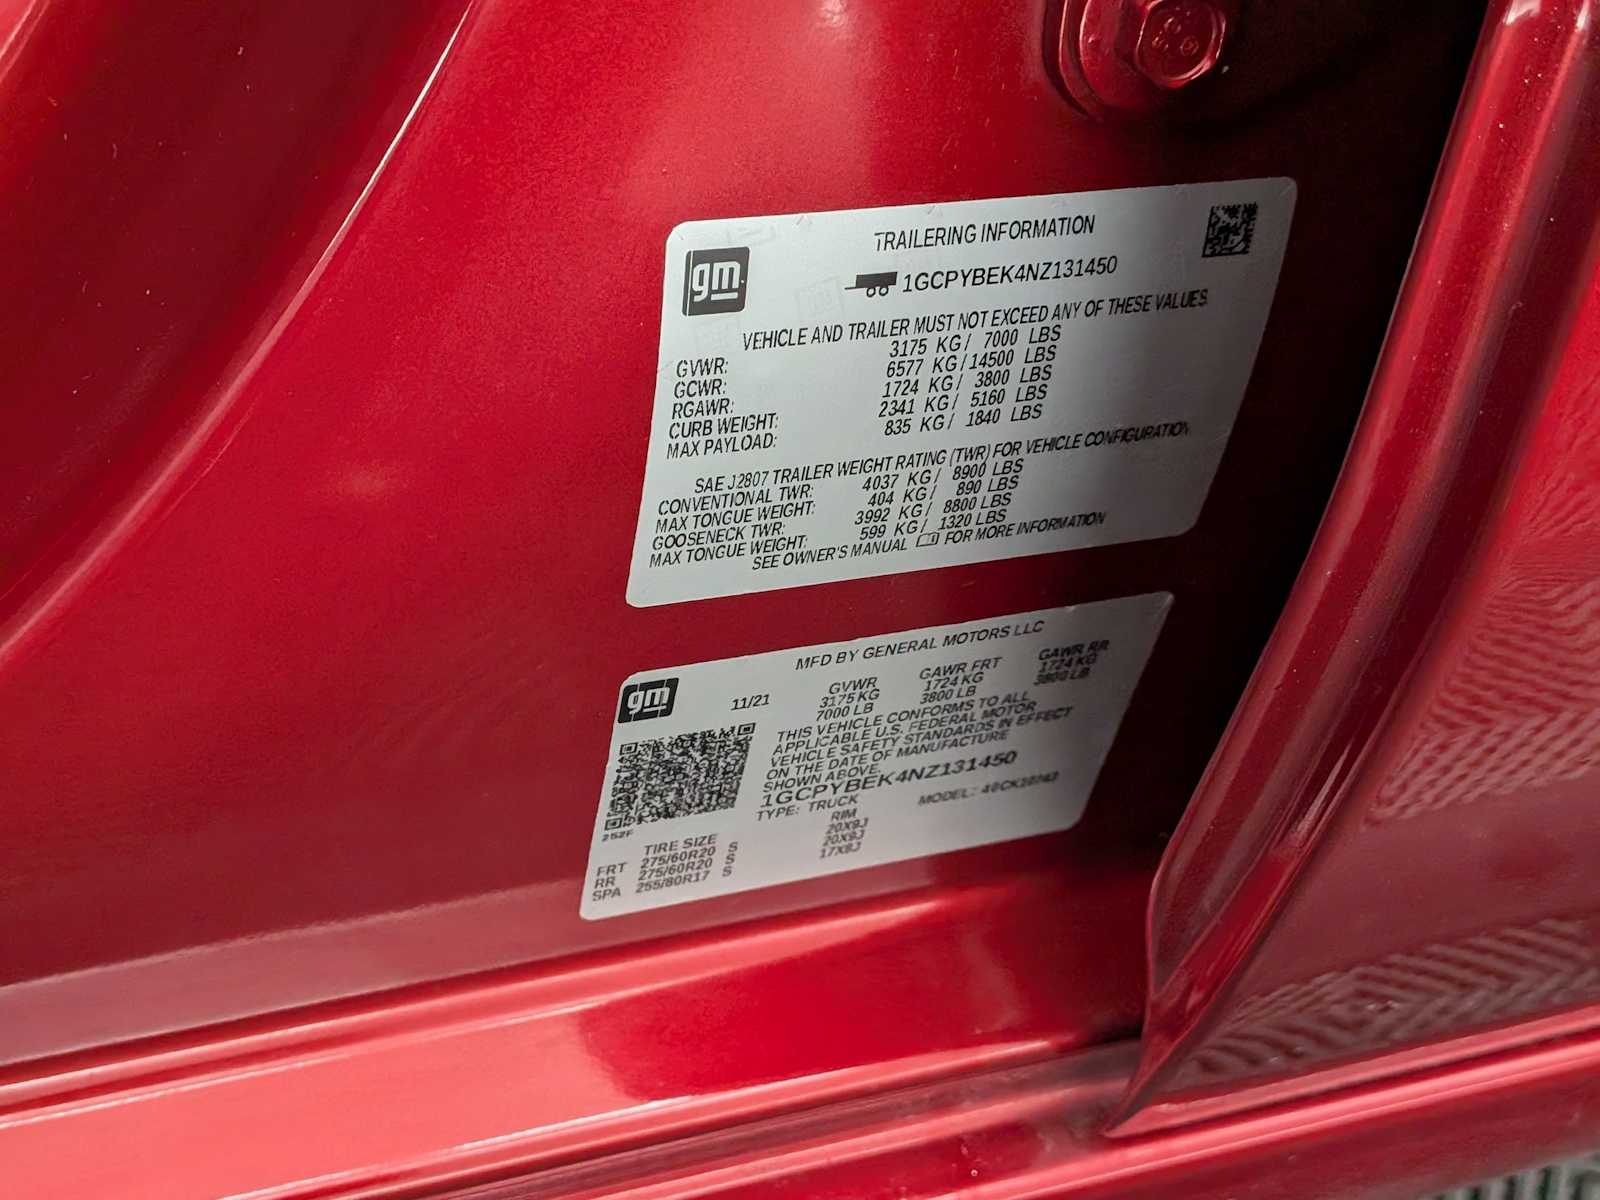 gm
TRAILERING INFORMATION
1GCPYBEK4NZ131450
VEHICLE AND TRAILER MUST NOT EXCEED ANY OF THESE VALUES
GVWR: 3175 KG/ 7000 LBS
GCWR: 6577 KG/14500 LBS
RGAWR: 1724 KG/ 3800 LBS
CURB WEIGHT: 2341 KG/ 5160 LBS
MAX PAYLOAD: 835 KG/ 1840 LBS
SAE J2807 TRAILER WEIGHT RATING (TWR) FOR VEHICLE CONFIGURATION
CONVENTIONAL TWR: 4037 KG/ 8900 LBS
MAX TONGUE WEIGHT: 404 KG/ 890 LBS
GOOSENECK TWR: 3992 KG/ 8800 LBS
MAX TONGUE WEIGHT: 599 KG/ 1320 LBS
SEE OWNER'S MANUAL FOR MORE INFORMATION
MFD BY GENERAL MOTORS LLC
gm
11/21
GVWR GAWR FRT GAWR RR
3175 KG 1724 KG 1724 KG
7000 LB 3800 LB 3800 LB
THIS VEHICLE CONFORMS TO ALL
APPLICABLE U.S. FEDERAL MOTOR
VEHICLE SAFETY STANDARDS IN EFFECT
ON THE DATE OF MANUFACTURE
SHOWN ABOVE.
1GCPYBEK4NZ131450
TYPE: TRUCK MODEL:
252F
TIRE SIZE RIM
FRT 275/60R20 S 20X9J
RR 275/60R20 S 20X9J
SPA 255/80R17 S 17X8J